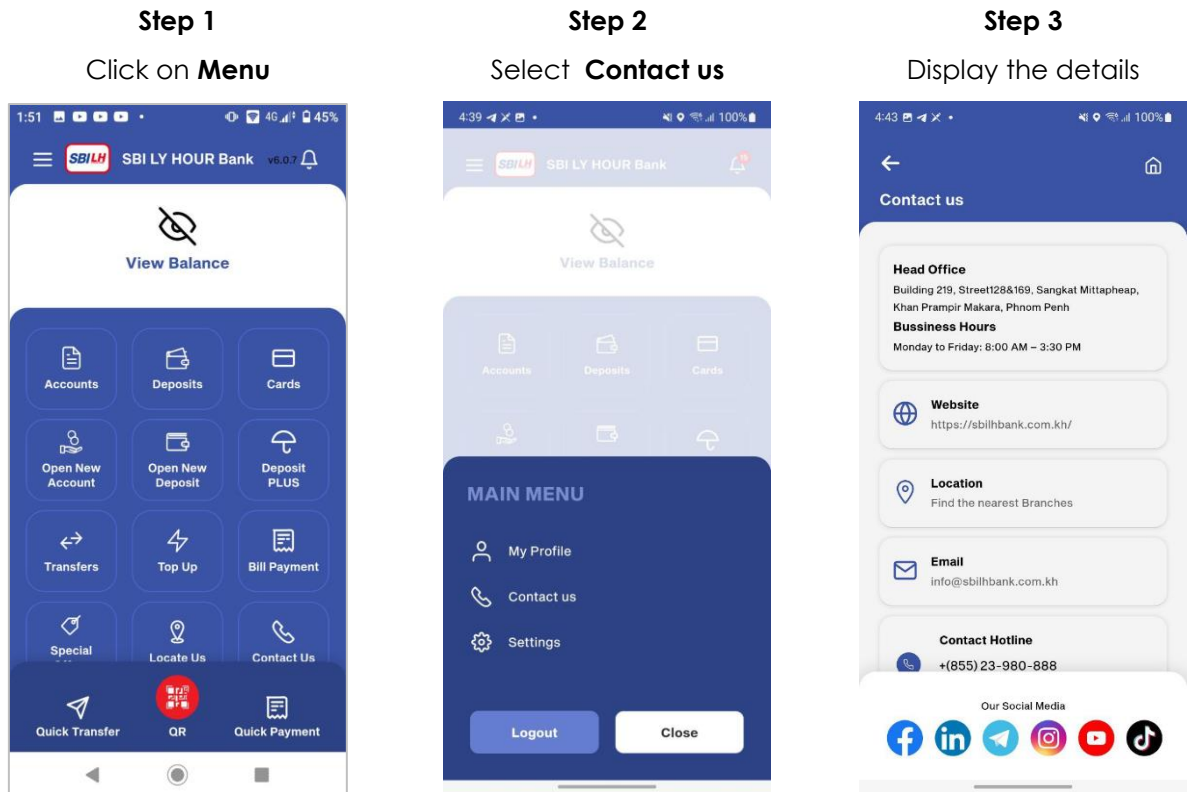 Step 1
Click on Menu
1:51
4G
45%
SBI LH
SBI LY HOUR Bank
v6.0.7
View Balance
Accounts
Deposits
Cards
Open New
Account
Open New
Deposit
Deposit
PLUS
Transfers
Top Up
Bill Payment
Special
Locate Us
Contact Us
Quick Transfer
QR
Quick Payment
Step 2
Select Contact us
4:39
100%
SBI LH
SBI LY HOUR Bank
View Balance
Accounts
Deposits
Cards
MAIN MENU
My Profile
Contact us
Settings
Logout
Close
Step 3
Display the details
4:43
100%
Contact us
Head Office
Building 219, Street128&169, Sangkat Mittapheap,
Khan Prampir Makara, Phnom Penh
Bussiness Hours
Monday to Friday: 8:00 AM – 3:30 PM
Website
https://sbilhbank.com.kh/
Location
Find the nearest Branches
Email
info@sbilhbank.com.kh
Contact Hotline
+(855) 23-980-888
Our Social Media